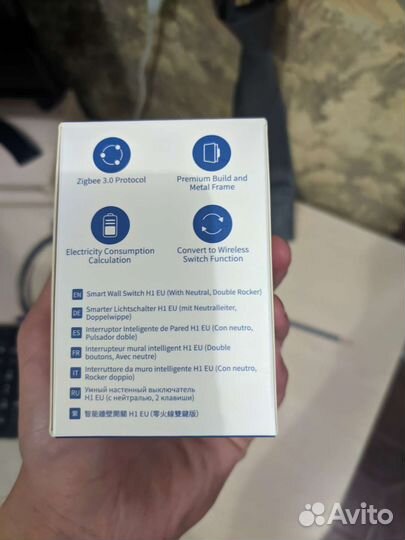 Zigbee 3.0 Protocol
Premium Build and
Metal Frame
Electricity Consumption
Calculation
Convert to Wireless
Switch Function
EN Smart Wall Switch H1 EU (With Neutral, Double Rocker)
DE Smarter Lichtschalter H1 EU (mit Neutralleiter,
Doppelwippe)
ES Interruptor Inteligente de Pared H1 EU (Con neutro,
Pulsador doble)
FR Interrupteur mural intelligent H1 EU (Double
boutons, Avec neutre)
IT Interruttore da muro intelligente H1 EU (Con neutro,
Rocker doppio)
RU Умный настенный выключатель
H1 EU (с нейтралью, 2 клавиши)
繁 智能牆壁開關 H1 EU (零火線雙鍵版)
Avito